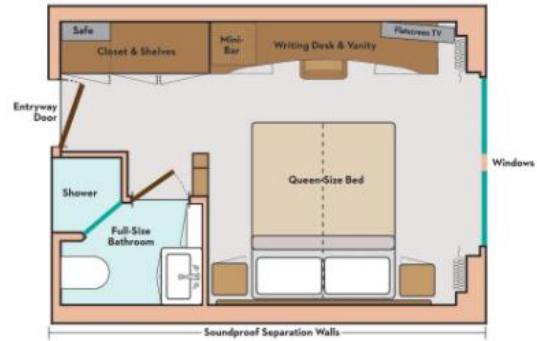 Safe
Closet & Shelves
Mini-
Bar
Writing Desk & Vanity
Flatscreen TV
Entryway
Door
Windows
Queen-Size Bed
Shower
Full-Size
Bathroom
Soundproof Separation Walls